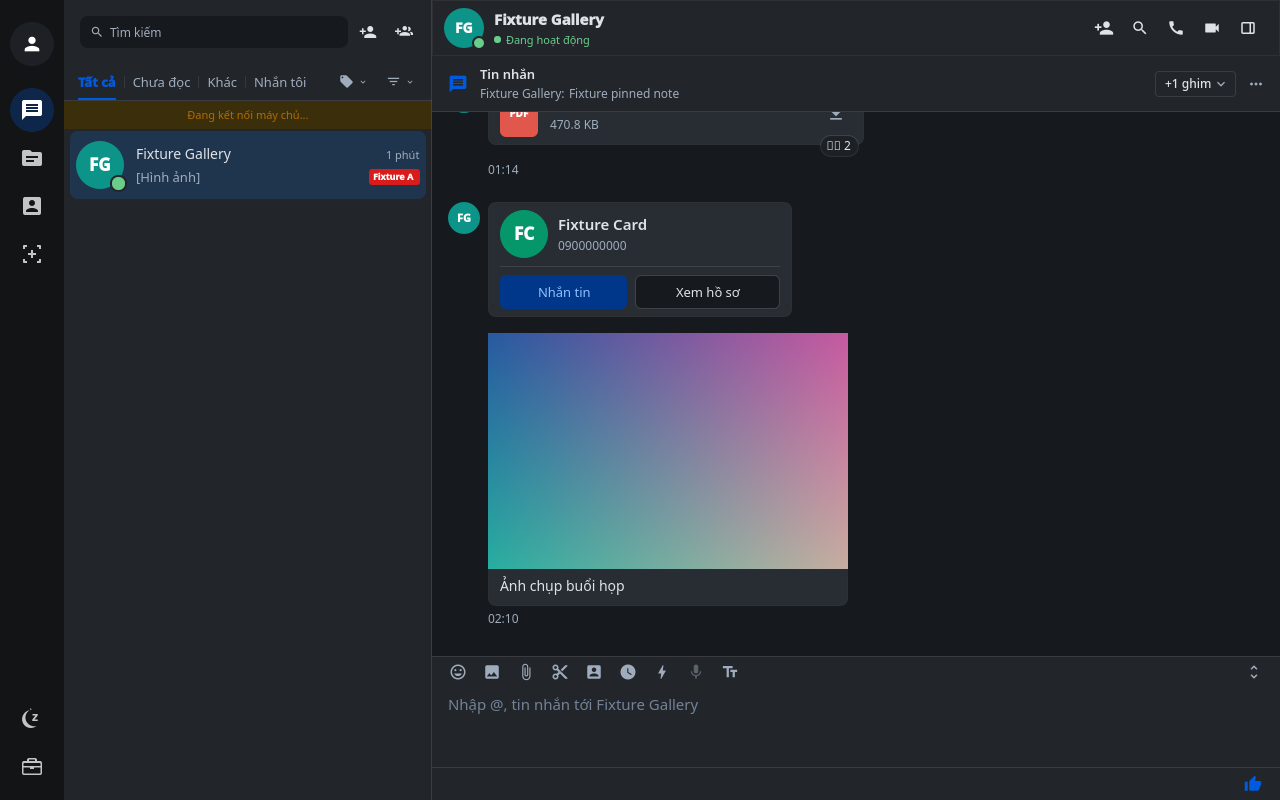 Tìm kiếm
Tất cả
Chưa đọc
Khác
Nhắn tôi
Đang kết nối máy chủ...
FG
Fixture Gallery
1 phút
[Hình ảnh]
Fixture A
FG
Fixture Gallery
Đang hoạt động
Tin nhắn
Fixture Gallery: Fixture pinned note
+1 ghim
PDF
470.8 KB
2
01:14
FG
FC
Fixture Card
0900000000
Nhắn tin
Xem hồ sơ
Ảnh chụp buổi họp
02:10
Nhập @, tin nhắn tới Fixture Gallery